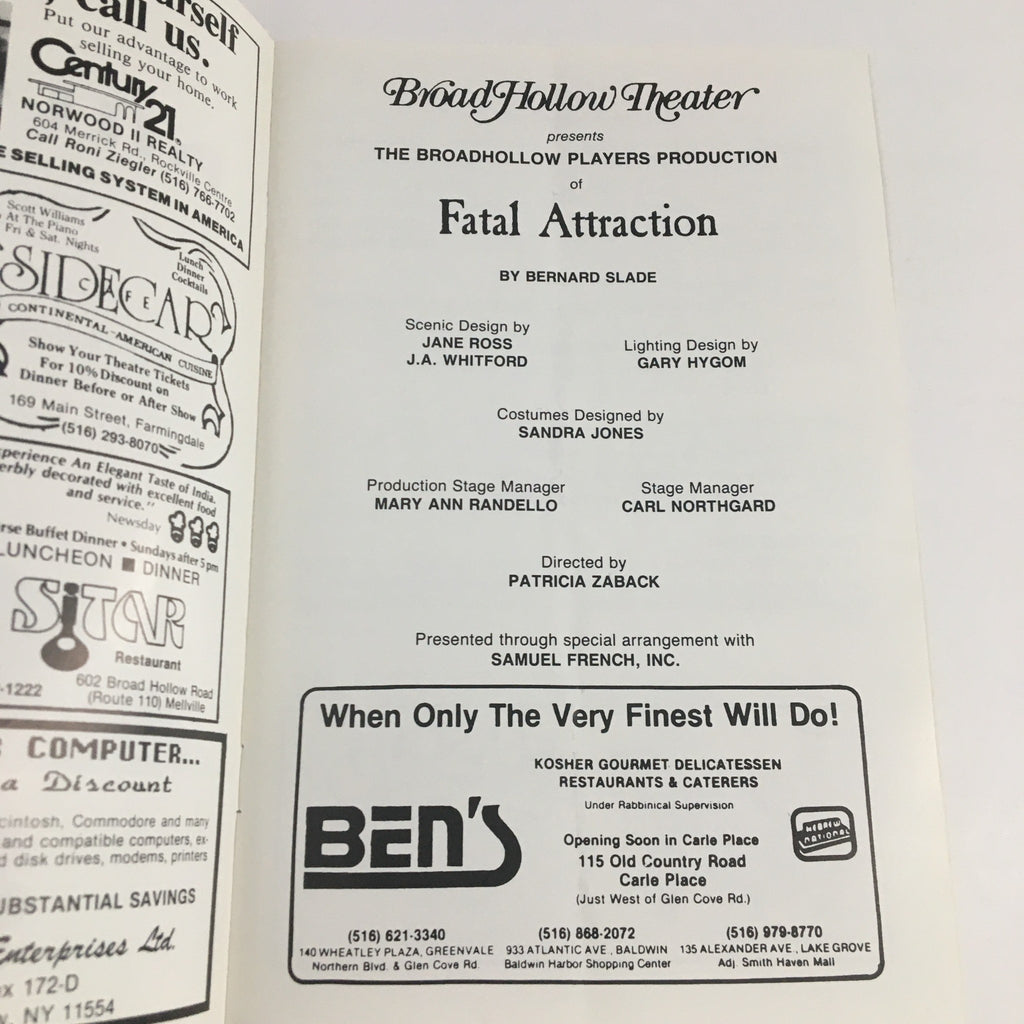 call us.
Put our advantage to work
selling your home.
Century 21
NORWOOD II REALTY
604 Merrick Rd., Rockville Centre
Call Roni Ziegler (516) 766-7702
SELLING SYSTEM IN AMERICA
Scott Williams
At The Piano
Fri & Sat. Nights
Lunch
Dinner
Cocktails
SIDECAR
CAFE
CONTINENTAL-AMERICAN CUISINE
Show Your Theatre Tickets
For 10% Discount on
Dinner Before or After Show
169 Main Street, Farmingdale
(516) 293-8070
An Elegant Taste of India.
decorated with excellent food
and service."
Newsday
Buffet Dinner • Sundays after 5 pm
LUNCHEON ■ DINNER
SiTAR
Restaurant
-1222
602 Broad Hollow Road
(Route 110) Mellville
COMPUTER...
a Discount
Commodore and many
and compatible computers, ex-
disk drives, modems, printers
SUBSTANTIAL SAVINGS
Enterprises Ltd.
172-D
NY 11554
BroadHollow Theater
presents
THE BROADHOLLOW PLAYERS PRODUCTION
of
Fatal Attraction
BY BERNARD SLADE
Scenic Design by
JANE ROSS
J.A. WHITFORD
Lighting Design by
GARY HYGOM
Costumes Designed by
SANDRA JONES
Production Stage Manager
MARY ANN RANDELLO
Stage Manager
CARL NORTHGARD
Directed by
PATRICIA ZABACK
Presented through special arrangement with
SAMUEL FRENCH, INC.
When Only The Very Finest Will Do!
KOSHER GOURMET DELICATESSEN
RESTAURANTS & CATERERS
Under Rabbinical Supervision
BEN'S
HEBREW
NATIONAL
Opening Soon in Carle Place
115 Old Country Road
Carle Place
(Just West of Glen Cove Rd.)
(516) 621-3340
140 WHEATLEY PLAZA, GREENVALE
Northern Blvd. & Glen Cove Rd.
(516) 868-2072
933 ATLANTIC AVE., BALDWIN
Baldwin Harbor Shopping Center
(516) 979-8770
135 ALEXANDER AVE., LAKE GROVE
Adj. Smith Haven Mall